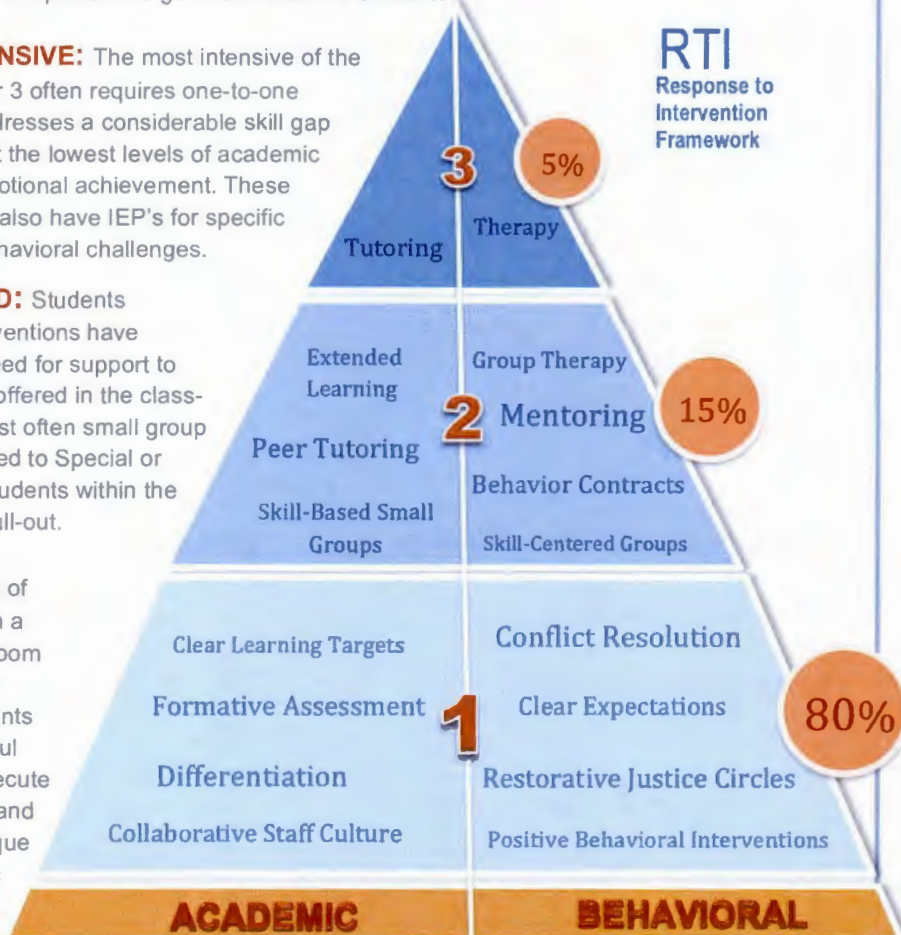 NSIVE: The most intensive of the
r 3 often requires one-to-one
dresses a considerable skill gap
t the lowest levels of academic
otional achievement. These
also have IEP's for specific
havioral challenges.
D: Students
ventions have
ed for support to
offered in the class-
st often small group
ed to Special or
udents within the
ull-out.
of
n a
oom
nts
ul
ecute
and
que
RTI
Response to
Intervention
Framework
3
5%
Tutoring
Therapy
Extended
Learning
Peer Tutoring
Skill-Based Small
Groups
2
Group Therapy
Mentoring
Behavior Contracts
Skill-Centered Groups
15%
Clear Learning Targets
Formative Assessment
Differentiation
Collaborative Staff Culture
1
Conflict Resolution
Clear Expectations
Restorative Justice Circles
Positive Behavioral Interventions
80%
ACADEMIC
BEHAVIORAL